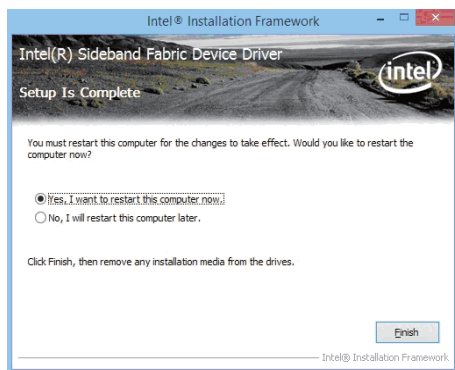 Intel® Installation Framework
Intel(R) Sideband Fabric Device Driver
Setup Is Complete
intel
You must restart this computer for the changes to take effect. Would you like to restart the
computer now?
Yes, I want to restart this computer now.
No, I will restart this computer later.
Click Finish, then remove any installation media from the drives.
Finish
Intel® Installation Framework